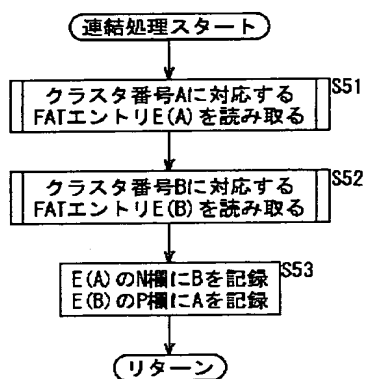 連結処理スタート
S51
クラスタ番号Aに対応する
FATエントリE(A)を読み取る
S52
クラスタ番号Bに対応する
FATエントリE(B)を読み取る
S53
E(A)のN欄にBを記録
E(B)のP欄にAを記録
リターン